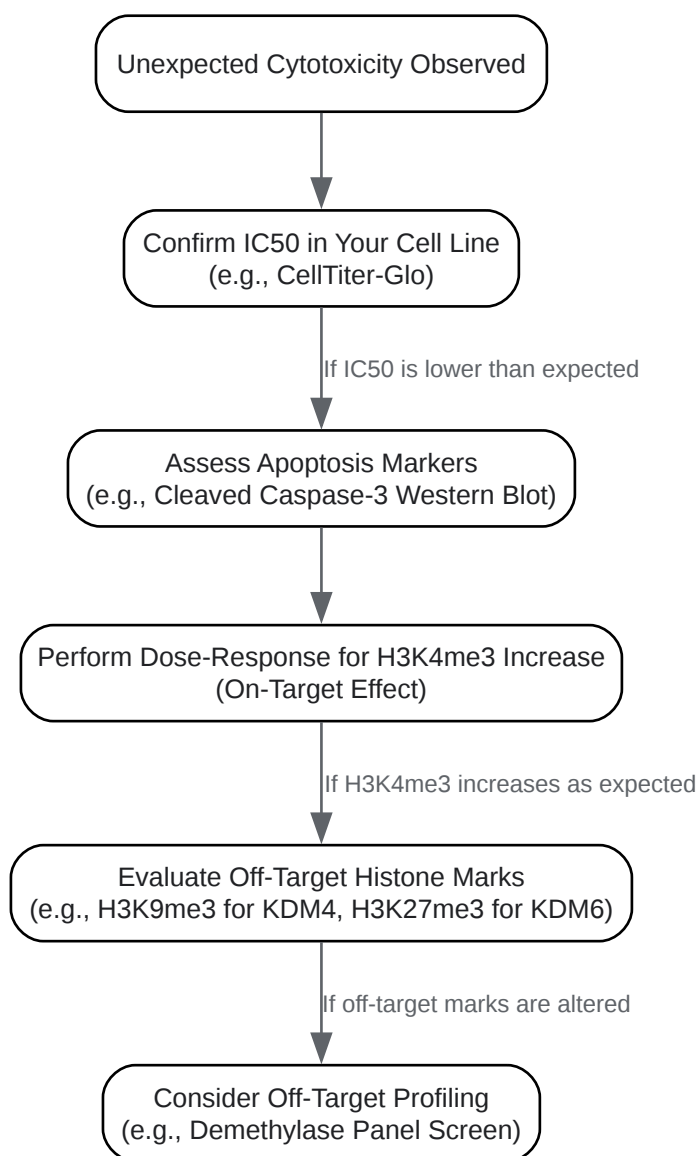 Unexpected Cytotoxicity Observed
Confirm IC50 in Your Cell Line
(e.g., CellTiter-Glo)
If IC50 is lower than expected
Assess Apoptosis Markers
(e.g., Cleaved Caspase-3 Western Blot)
Perform Dose-Response for H3K4me3 Increase
(On-Target Effect)
If H3K4me3 increases as expected
Evaluate Off-Target Histone Marks
(e.g., H3K9me3 for KDM4, H3K27me3 for KDM6)
If off-target marks are altered
Consider Off-Target Profiling
(e.g., Demethylase Panel Screen)